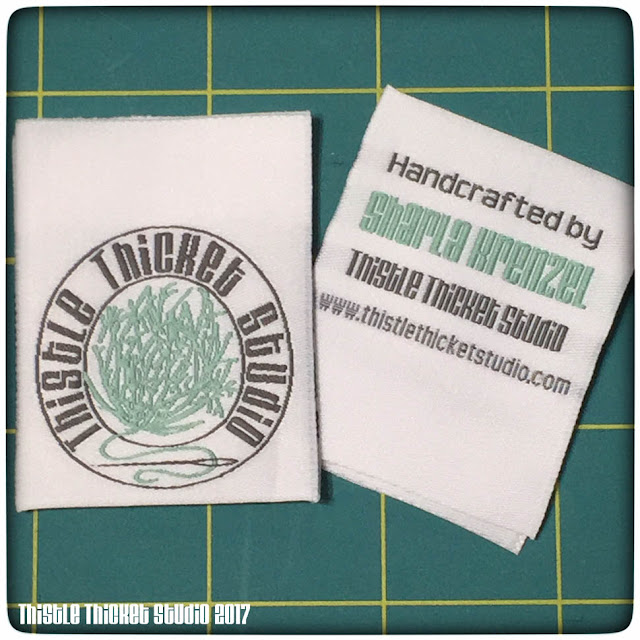 Thistle Thicket Studio
Handcrafted by
Sharla Krenzel
Thistle Thicket Studio
www.thistlethicketstudio.com
Thistle Thicket Studio 2017